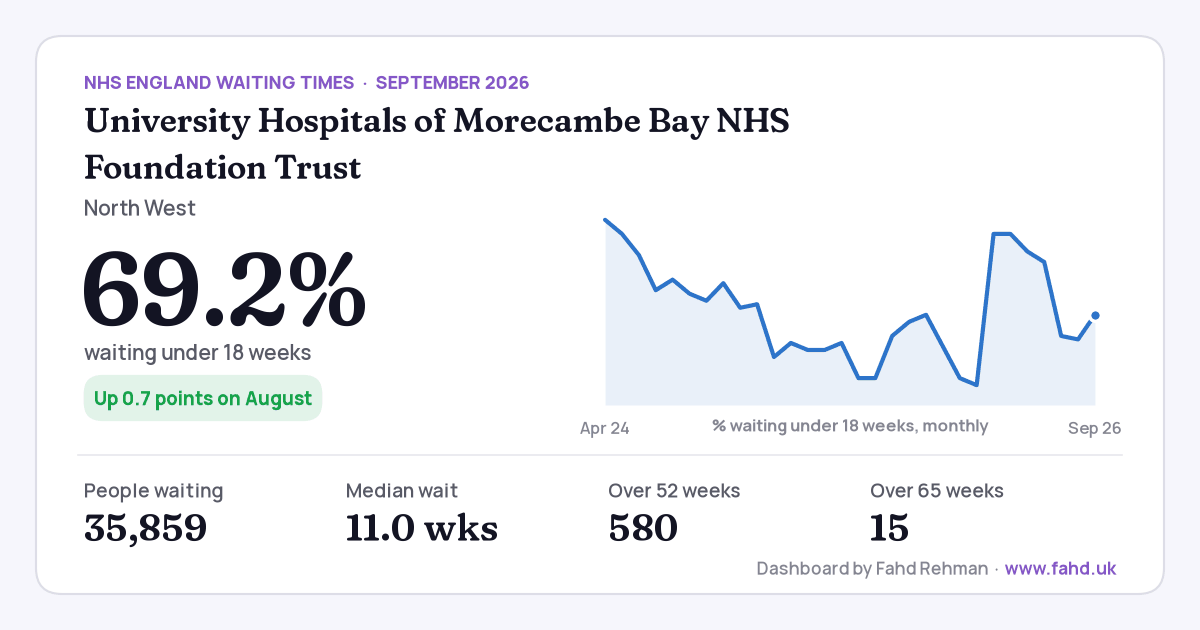 NHS ENGLAND WAITING TIMES · SEPTEMBER 2026
University Hospitals of Morecambe Bay NHS
Foundation Trust
North West
69.2%
waiting under 18 weeks
Up 0.7 points on August
Apr 24
% waiting under 18 weeks, monthly
Sep 26
People waiting
35,859
Median wait
11.0 wks
Over 52 weeks
580
Over 65 weeks
15
Dashboard by Fahd Rehman · www.fahd.uk